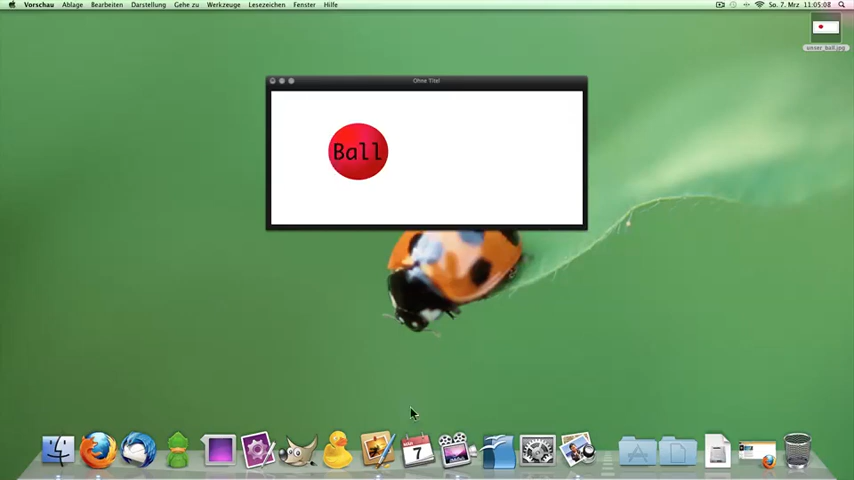 Vorschau Ablage Bearbeiten Darstellung Gehe zu Werkzeuge Lesezeichen Fenster Hilfe So. 7. Mrz 11:05:08
unser_ball.jpg
Ohne Titel
Ball
7